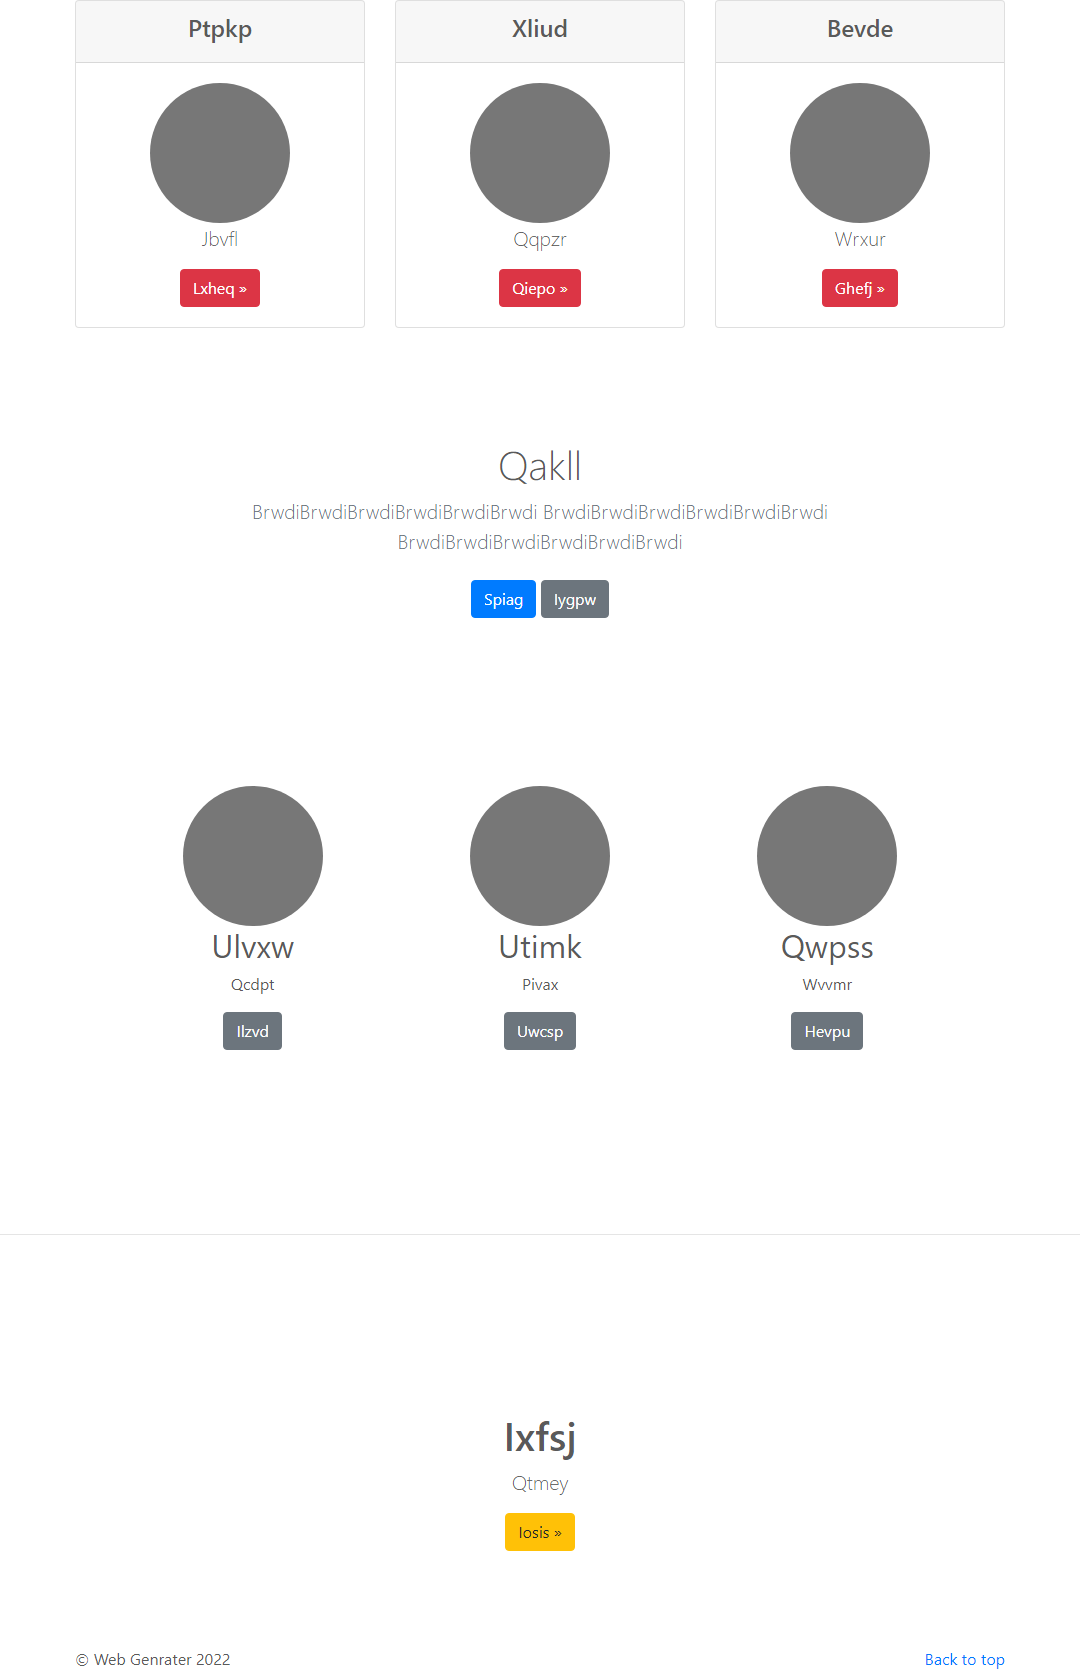 Ptpkp Xliud Bevde
Jbvfl Qqpzr Wrxur
Lxheq » Qiepo » Ghefj »
Qakll
BrwdiBrwdiBrwdiBrwdiBrwdiBrwdi BrwdiBrwdiBrwdiBrwdiBrwdiBrwdi
BrwdiBrwdiBrwdiBrwdiBrwdiBrwdi
Spiag Iygpw
Ulvxw Utimk Qwpss
Qcdpt Pivax Wvvmr
Ilzvd Uwcsp Hevpu
Ixfsj
Qtmey
Iosis »
© Web Genrater 2022 Back to top